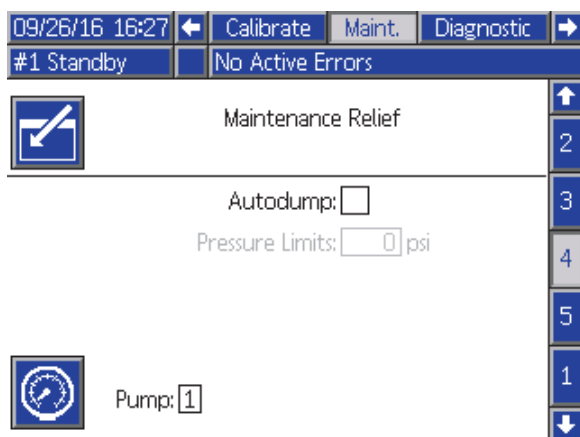 09/26/16 16:27 Calibrate Maint. Diagnostic
#1 Standby No Active Errors
Maintenance Relief
2
Autodump:
3
Pressure Limits: 0 psi
4
5
Pump: 1
1